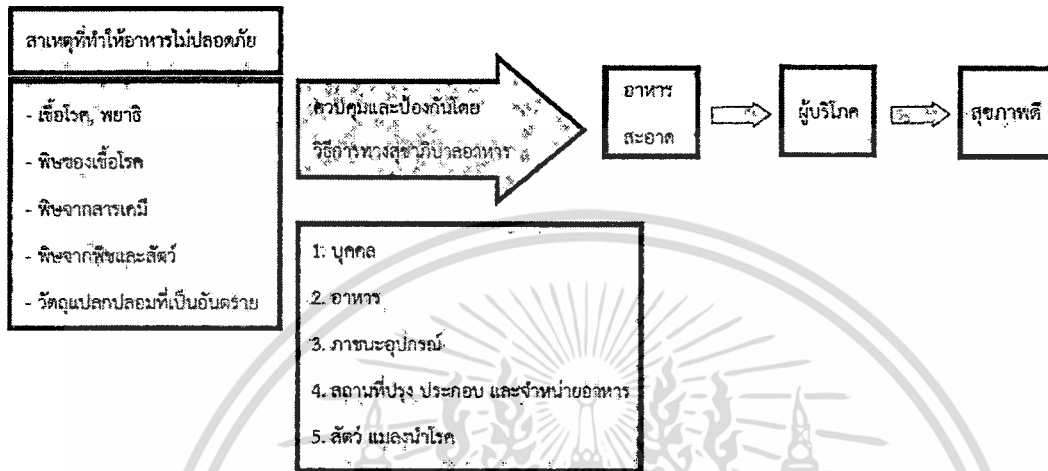 สาเหตุที่ทำให้อาหารไม่ปลอดภัย
- เชื้อโรค, พยาธิ
- พิษของเชื้อโรค
- พิษจากสารเคมี
- พิษจากพืชและสัตว์
- วัตถุแปลกปลอมที่เป็นอันตราย
ควบคุมและป้องกันโดย
วิธีการทางสุขาภิบาลอาหาร
1. บุคคล
2. อาหาร
3. ภาชนะอุปกรณ์
4. สถานที่ปรุง ประกอบ และจำหน่ายอาหาร
5. สัตว์ แมลงนำโรค
อาหาร
สะอาด
ผู้บริโภค
สุขภาพดี